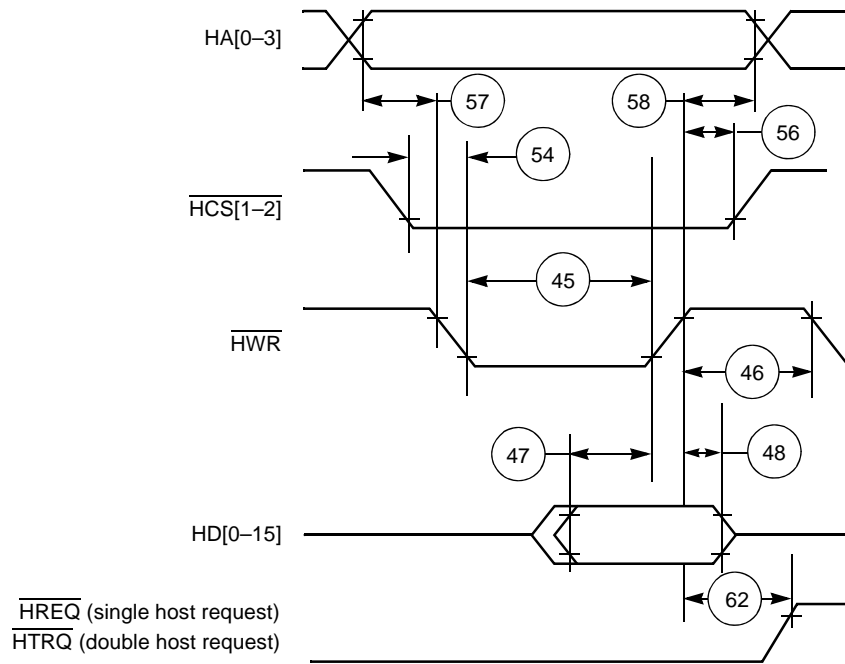 HA[0–3]
57
58
56
54
HCS[1–2]
45
HWR
46
47
48
HD[0–15]
62
HREQ (single host request)
HTRQ (double host request)